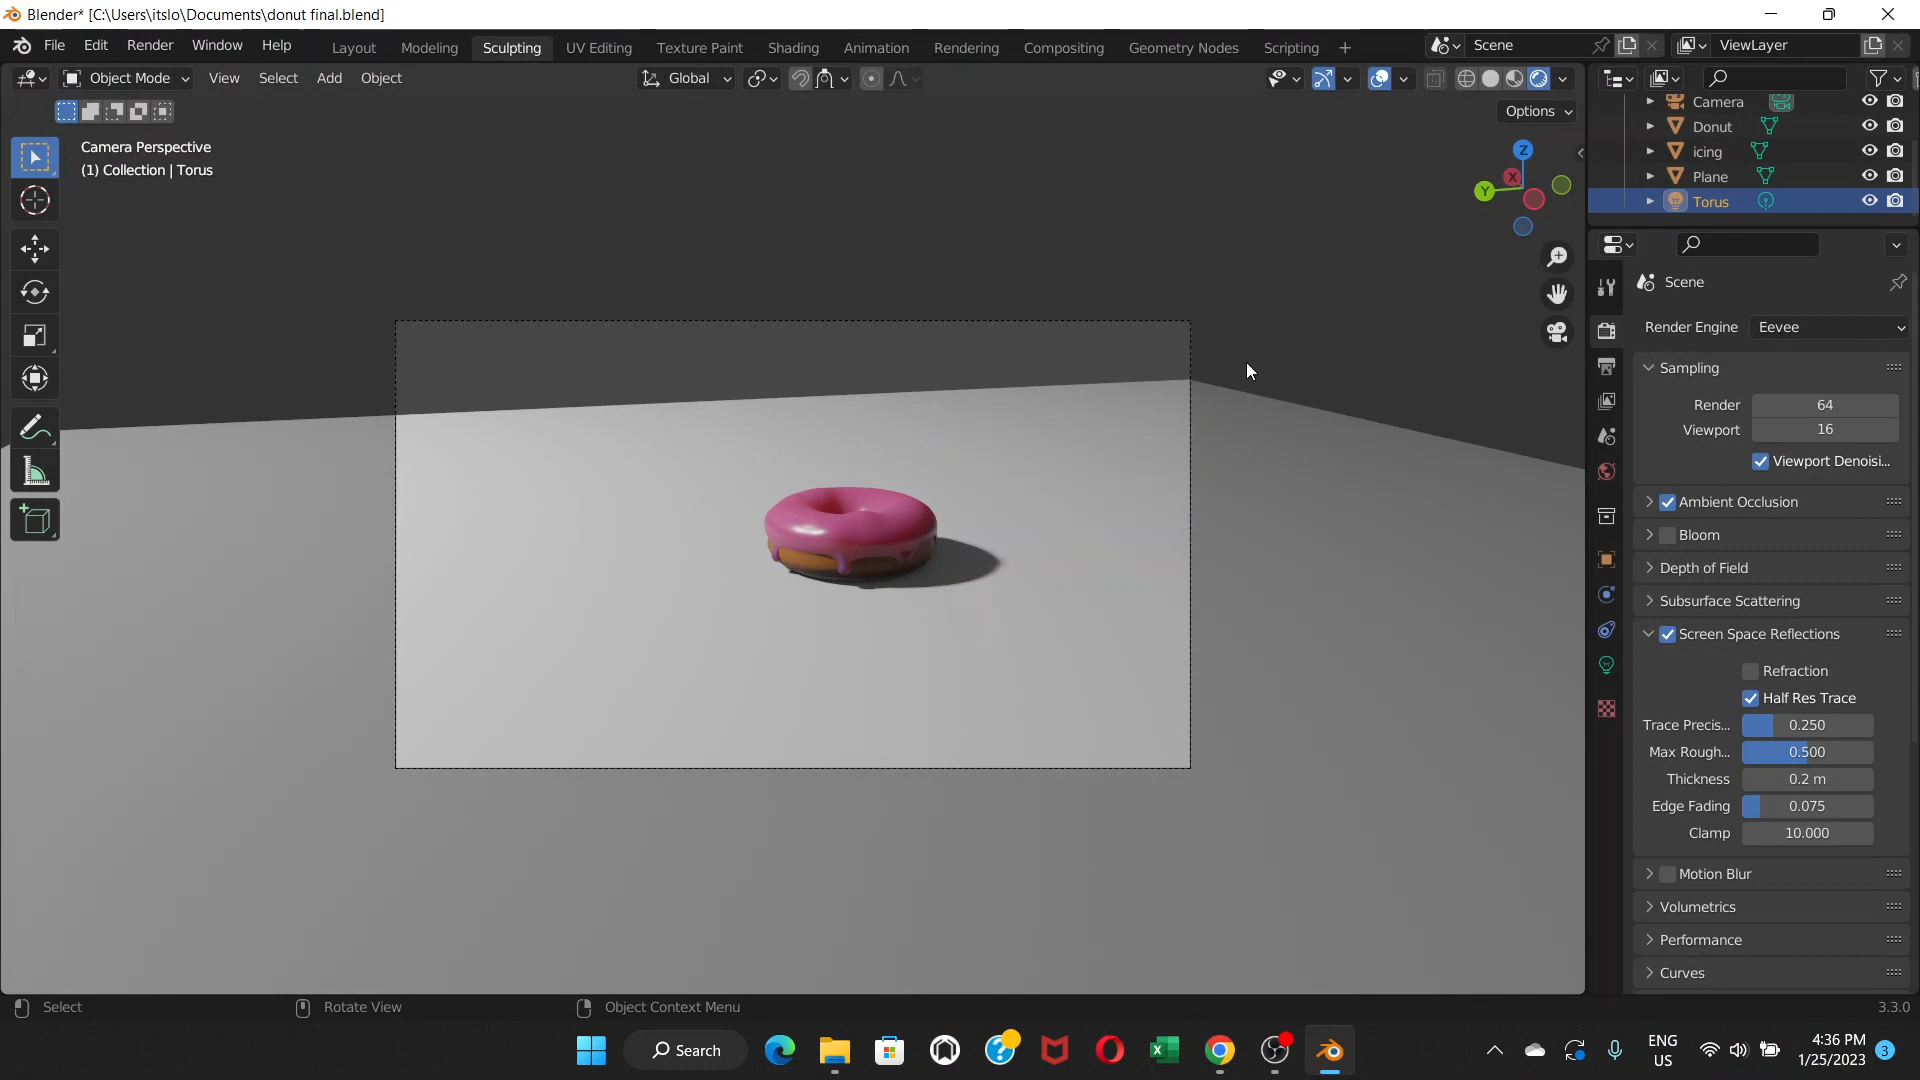 Blender* [C:\Users\itslo\Documents\donut final.blend]
File Edit Render Window Help
Layout Modeling Sculpting UV Editing Texture Paint Shading Animation Rendering Compositing Geometry Nodes Scripting +
Scene
ViewLayer
Object Mode View Select Add Object
Global
Options
Camera Perspective
(1) Collection | Torus
Z
X
Y
Camera
Donut
icing
Plane
Torus
Scene
Render Engine Eevee
Sampling
Render 64
Viewport 16
Viewport Denoisi...
Ambient Occlusion
Bloom
Depth of Field
Subsurface Scattering
Screen Space Reflections
Refraction
Half Res Trace
Trace Precis... 0.250
Max Rough... 0.500
Thickness 0.2 m
Edge Fading 0.075
Clamp 10.000
Motion Blur
Volumetrics
Performance
Curves
Select Rotate View Object Context Menu
3.3.0
Search
ENG
US
4:36 PM
1/25/2023
3